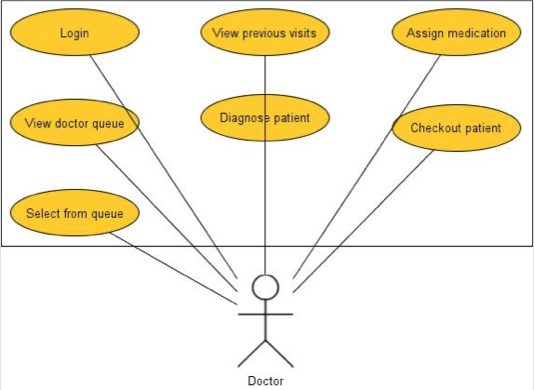 Login
View previous visits
Assign medication
View doctor queue
Diagnose patient
Checkout patient
Select from queue
Doctor